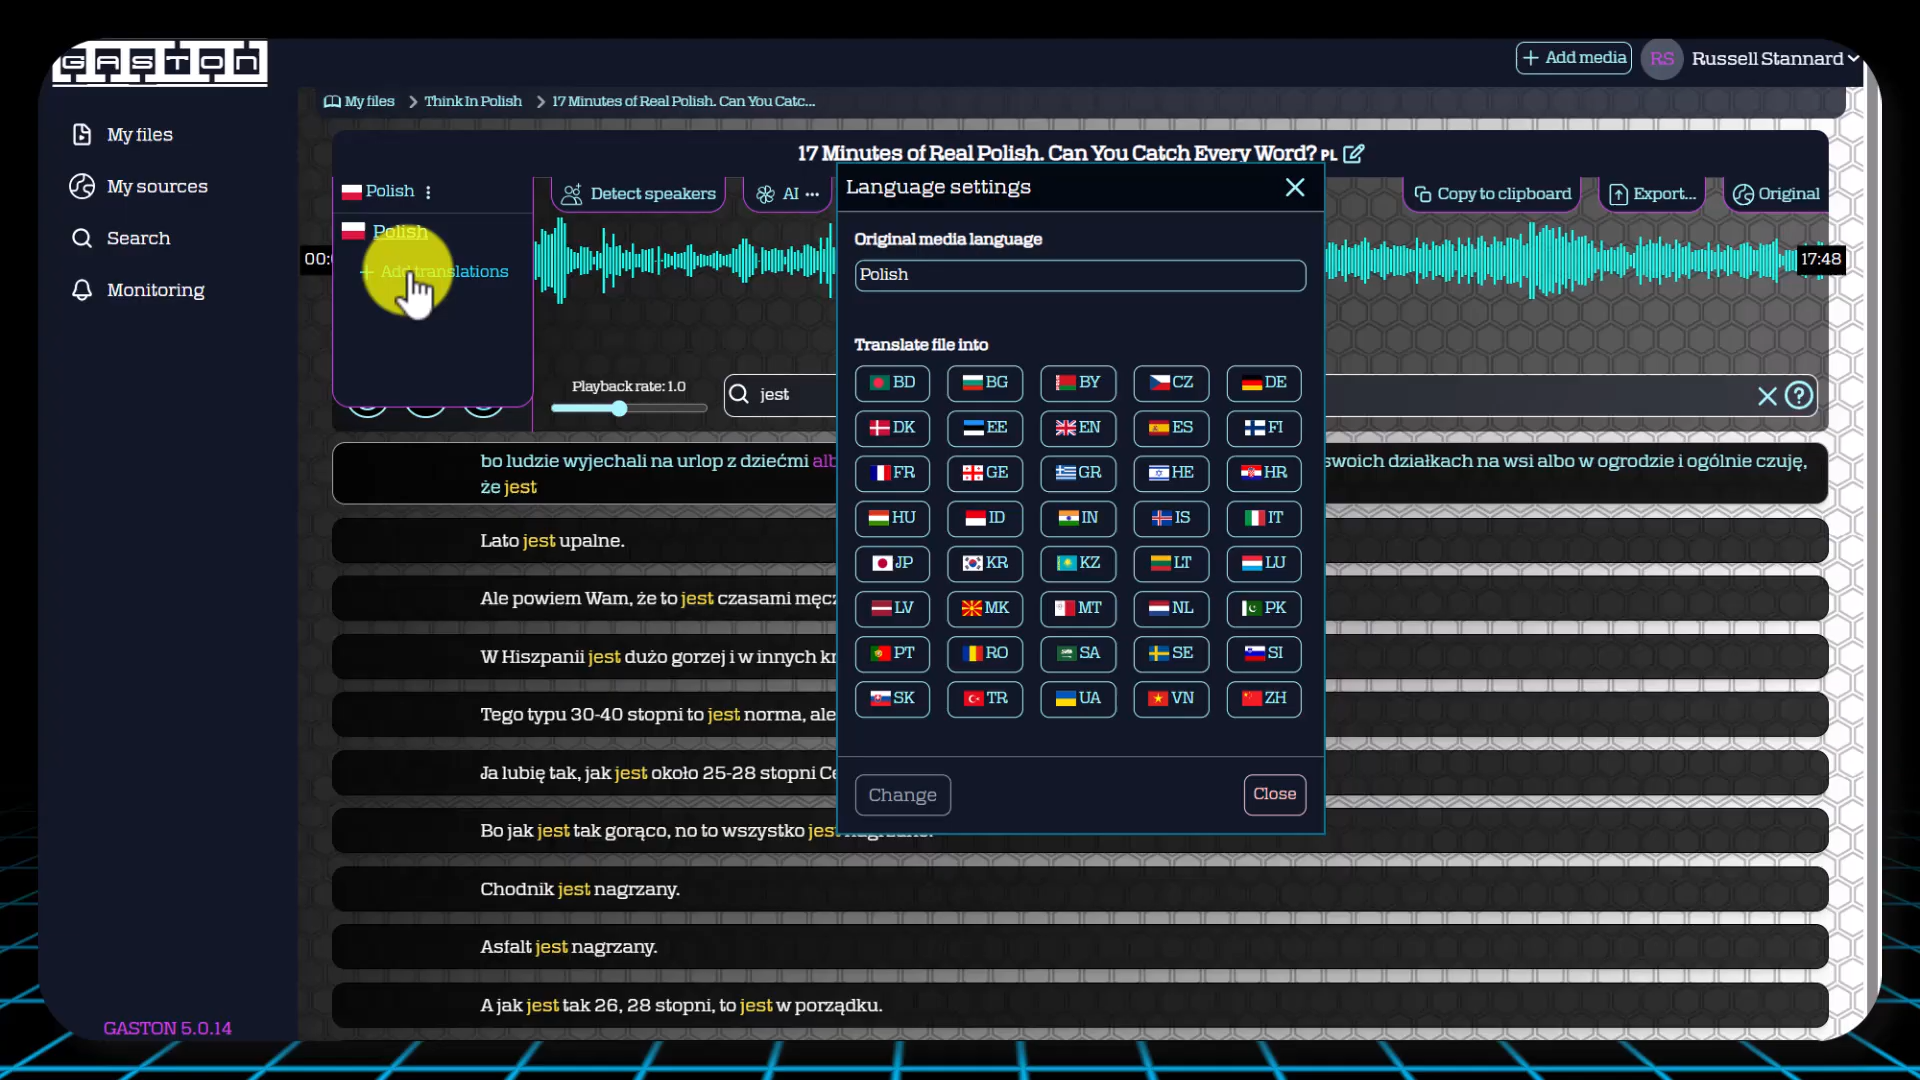 GASTON
Add media
RS
Russell Stannard
My files
My sources
Search
Monitoring
GASTON 5.0.14
My files
Think In Polish
17 Minutes of Real Polish. Can You Catc...
17 Minutes of Real Polish. Can You Catch Every Word? PL
Polish
Detect speakers
AI
Copy to clipboard
Export...
Original
Polish
+ Add translations
17:48
Playback rate: 1.0
jest
Language settings
Original media language
Polish
Translate file into
BD BG BY CZ DE
DK EE EN ES FI
FR GE GR HE HR
HU ID IN IS IT
JP KR KZ LT LU
LV MK MT NL PK
PT RO SA SE SI
SK TR UA VN ZH
Change
Close
bo ludzie wyjechali na urlop z dziećmi swoich działkach na wsi albo w ogrodzie i ogólnie czuję,
że jest
Lato jest upalne.
Ale powiem Wam, że to jest czasami
W Hiszpanii jest dużo gorzej i w innych
Tego typu 30-40 stopni to jest norma, ale
Ja lubię tak, jak jest około 25-28 stopni
Bo jak jest tak gorąco, no to wszystko jest
Chodnik jest nagrzany.
Asfalt jest nagrzany.
A jak jest tak 26, 28 stopni, to jest w porządku.